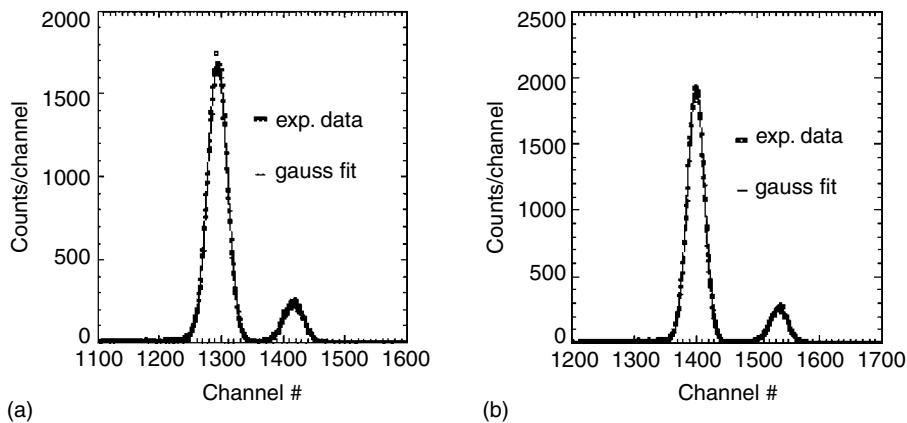 2000
1500
1000
500
0
Counts/channel
exp. data
gauss fit
1100 1200 1300 1400 1500 1600
Channel #
(a)
2500
2000
1500
1000
500
0
Counts/channel
exp. data
gauss fit
1200 1300 1400 1500 1600 1700
Channel #
(b)